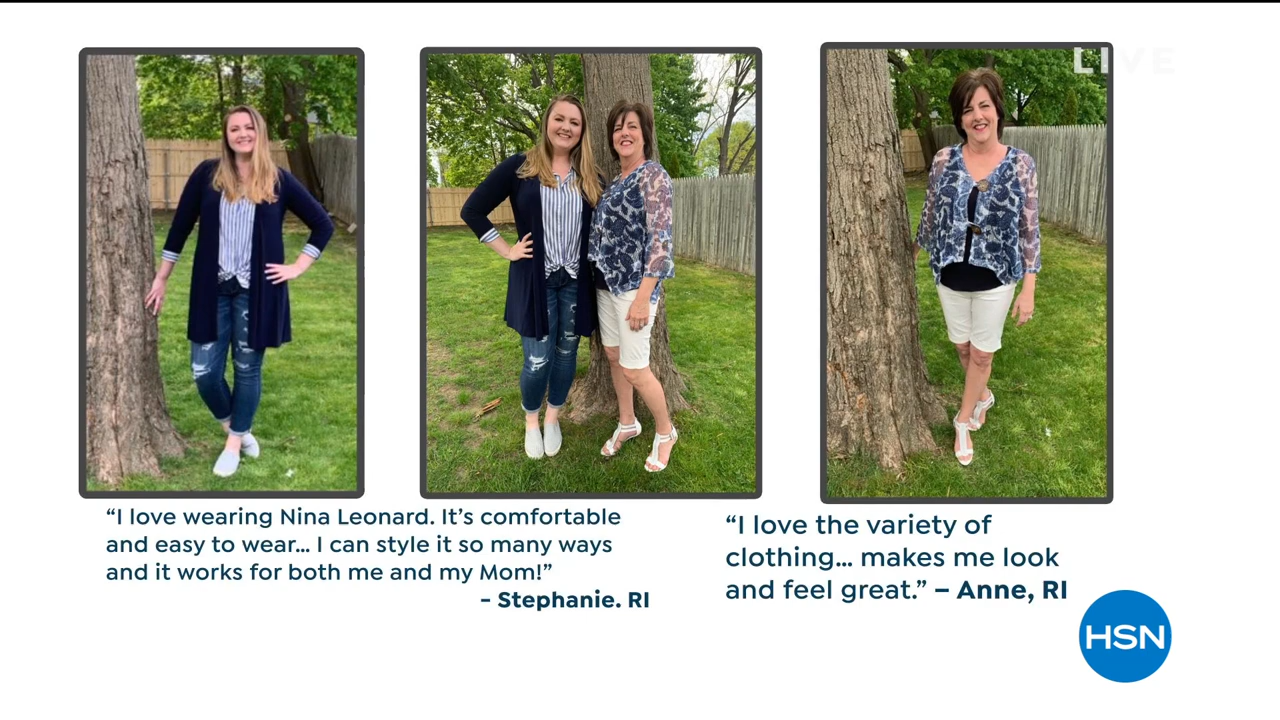 LIVE
“I love wearing Nina Leonard. It’s comfortable
and easy to wear... I can style it so many ways
and it works for both me and my Mom!”
- Stephanie. RI
“I love the variety of
clothing... makes me look
and feel great.” – Anne, RI
HSN